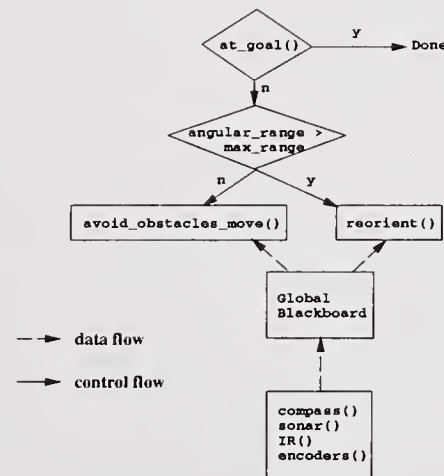 at_goal()
y
Done
n
angular_range >
max_range
n
y
avoid_obstacles_move()
reorient()
Global
Blackboard
data flow
control flow
compass()
sonar()
IR()
encoders()